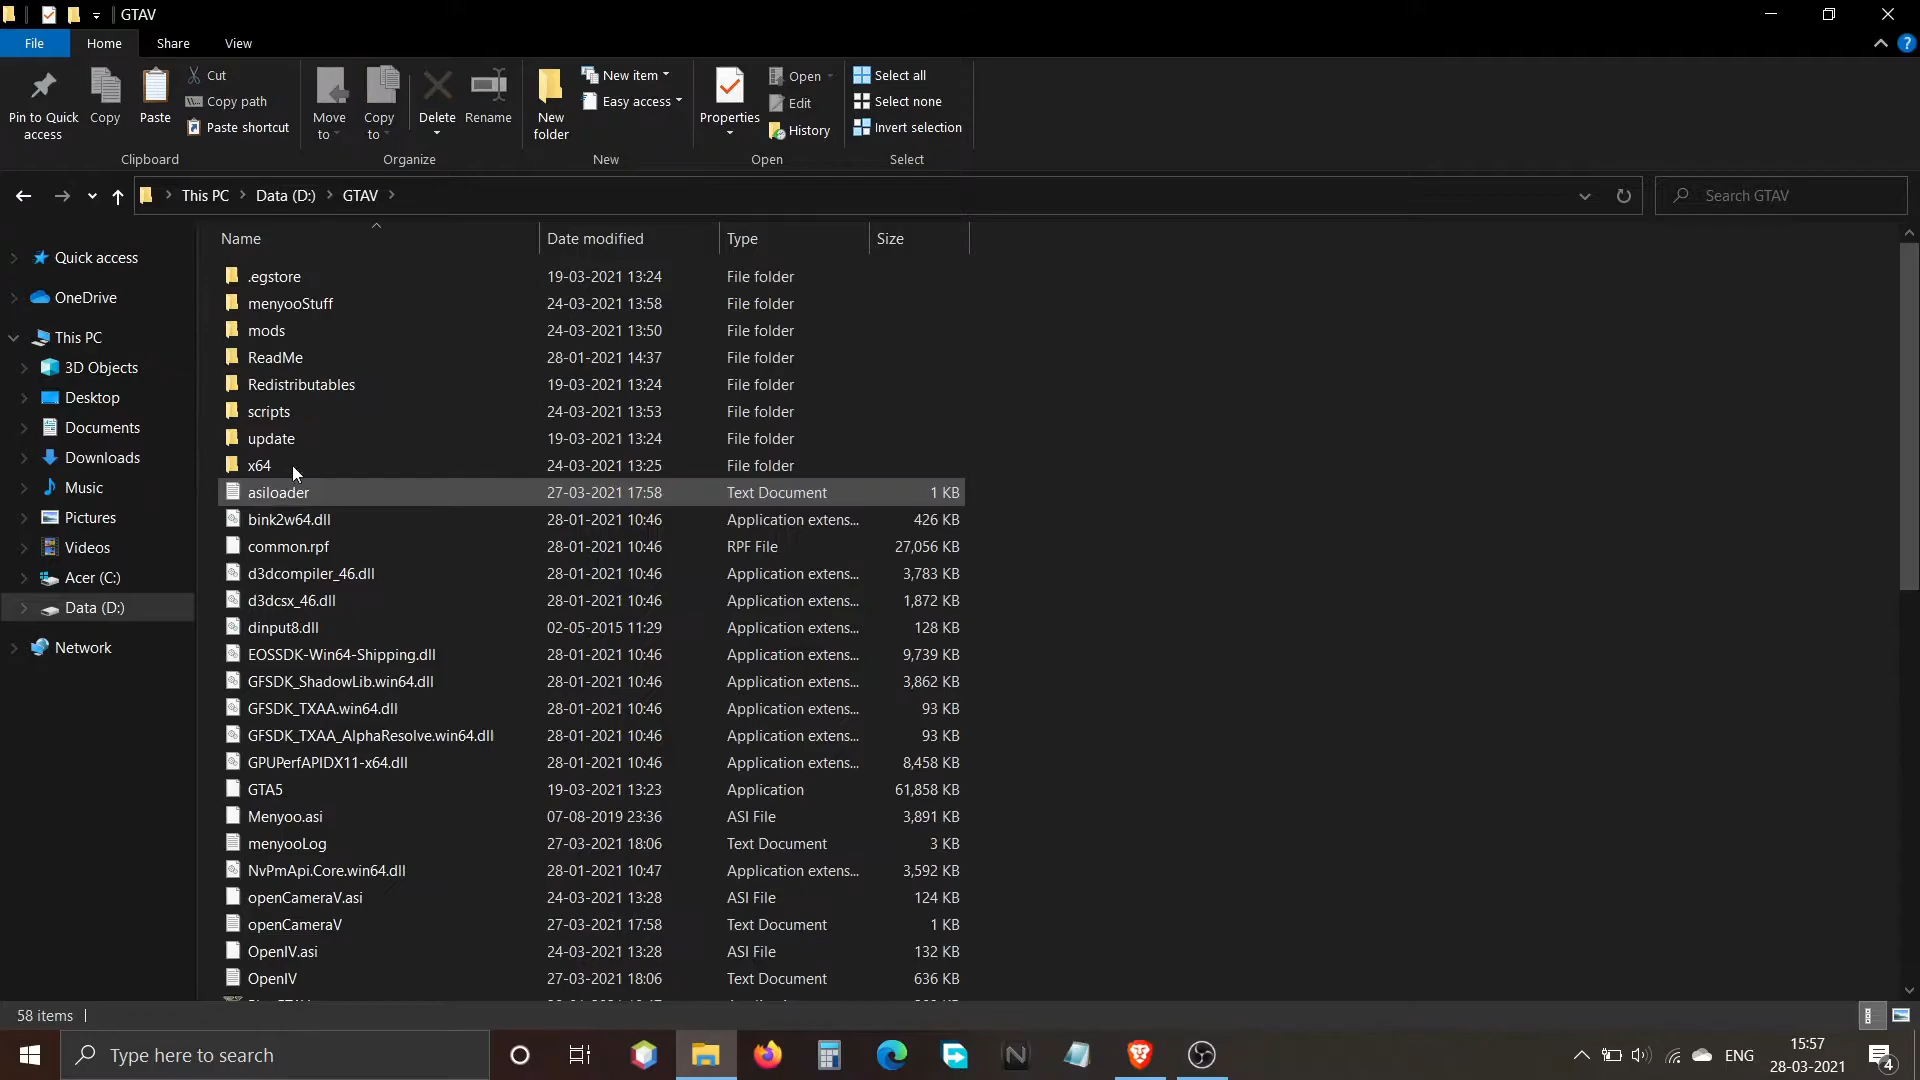 GTAV
File Home Share View
Pin to Quick access
Copy
Paste
Cut
Copy path
Paste shortcut
Move to
Copy to
Delete
Rename
New folder
New item
Easy access
Properties
Open
Edit
History
Select all
Select none
Invert selection
Clipboard Organize New Open Select
This PC Data (D:) GTAV
Search GTAV
Quick access
OneDrive
This PC
3D Objects
Desktop
Documents
Downloads
Music
Pictures
Videos
Acer (C:)
Data (D:)
Network
Name Date modified Type Size
.egstore 19-03-2021 13:24 File folder
menyooStuff 24-03-2021 13:58 File folder
mods 24-03-2021 13:50 File folder
ReadMe 28-01-2021 14:37 File folder
Redistributables 19-03-2021 13:24 File folder
scripts 24-03-2021 13:53 File folder
update 19-03-2021 13:24 File folder
x64 24-03-2021 13:25 File folder
asiloader 27-03-2021 17:58 Text Document 1 KB
bink2w64.dll 28-01-2021 10:46 Application extens... 426 KB
common.rpf 28-01-2021 10:46 RPF File 27,056 KB
d3dcompiler_46.dll 28-01-2021 10:46 Application extens... 3,783 KB
d3dcsx_46.dll 28-01-2021 10:46 Application extens... 1,872 KB
dinput8.dll 02-05-2015 11:29 Application extens... 128 KB
EOSSDK-Win64-Shipping.dll 28-01-2021 10:46 Application extens... 9,739 KB
GFSDK_ShadowLib.win64.dll 28-01-2021 10:46 Application extens... 3,862 KB
GFSDK_TXAA.win64.dll 28-01-2021 10:46 Application extens... 93 KB
GFSDK_TXAA_AlphaResolve.win64.dll 28-01-2021 10:46 Application extens... 93 KB
GPUPerfAPIDX11-x64.dll 28-01-2021 10:46 Application extens... 8,458 KB
GTA5 19-03-2021 13:23 Application 61,858 KB
Menyoo.asi 07-08-2019 23:36 ASI File 3,891 KB
menyooLog 27-03-2021 18:06 Text Document 3 KB
NvPmApi.Core.win64.dll 28-01-2021 10:47 Application extens... 3,592 KB
openCameraV.asi 24-03-2021 13:28 ASI File 124 KB
openCameraV 27-03-2021 17:58 Text Document 1 KB
OpenIV.asi 24-03-2021 13:28 ASI File 132 KB
OpenIV 27-03-2021 18:06 Text Document 636 KB
58 items
Type here to search
ENG
15:57
28-03-2021
4